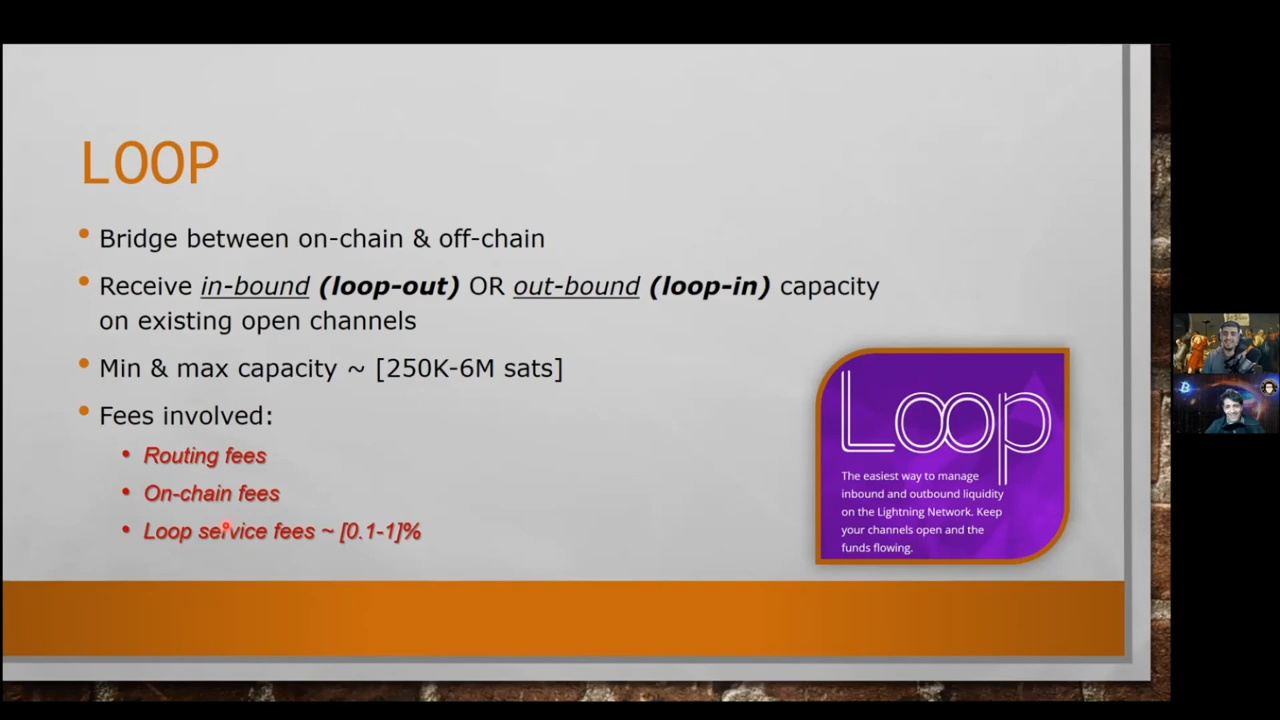 LOOP
Bridge between on-chain & off-chain
Receive in-bound (loop-out) OR out-bound (loop-in) capacity
on existing open channels
Min & max capacity ~ [250K-6M sats]
Fees involved:
Routing fees
On-chain fees
Loop service fees ~ [0.1-1]%
Loop
The easiest way to manage
inbound and outbound liquidity
on the Lightning Network. Keep
your channels open and the
funds flowing.